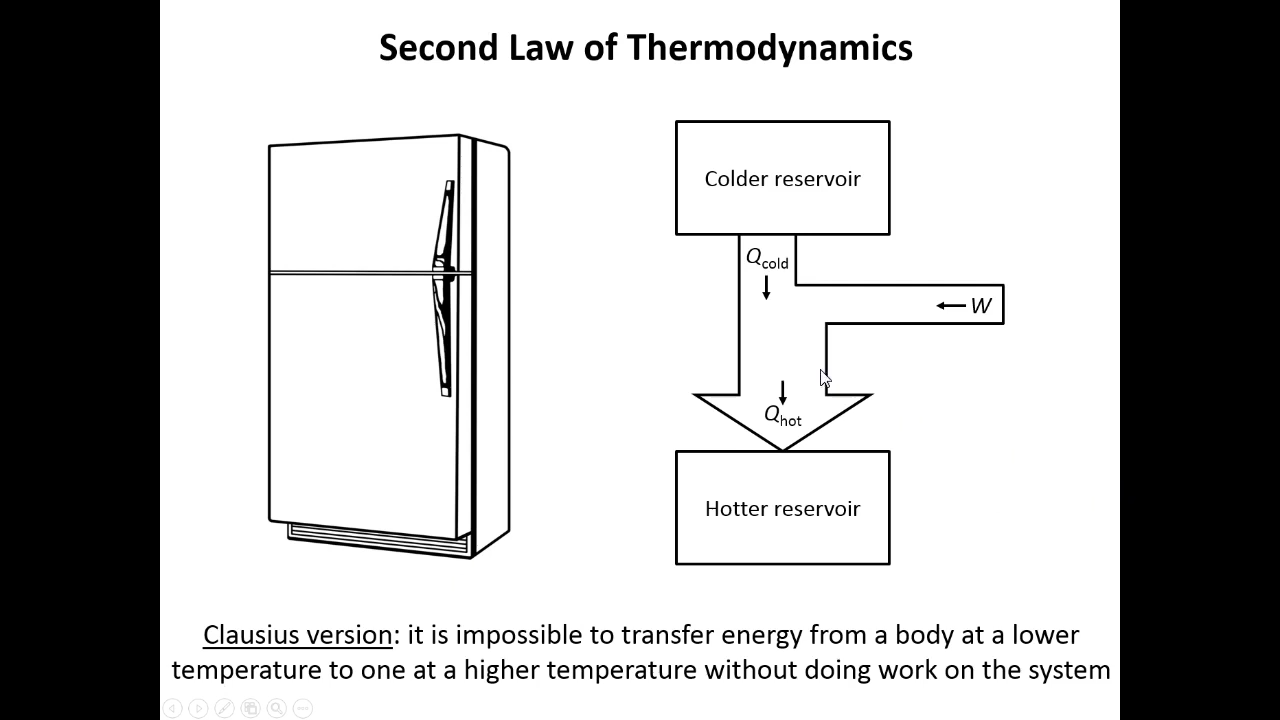 Second Law of Thermodynamics
Colder reservoir
Qcold
W
Qhot
Hotter reservoir
Clausius version: it is impossible to transfer energy from a body at a lower
temperature to one at a higher temperature without doing work on the system